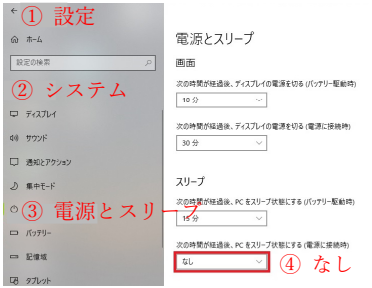 ① 設定
ホーム
設定の検索
② システム
ディスプレイ
サウンド
通知とアクション
集中モード
③ 電源とスリープ
バッテリー
記憶域
タブレット
電源とスリープ
画面
次の時間が経過後、ディスプレイの電源を切る (バッテリー駆動時)
10 分
次の時間が経過後、ディスプレイの電源を切る (電源に接続時)
30 分
スリープ
次の時間が経過後、PC をスリープ状態にする (バッテリー駆動時)
15 分
次の時間が経過後、PC をスリープ状態にする (電源に接続時)
なし
④ なし